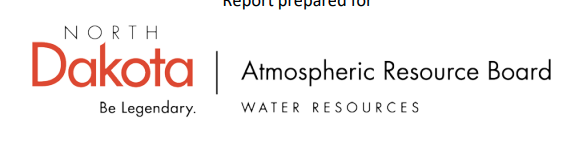 Report prepared for
NORTH
Dakota
Be Legendary.
Atmospheric Resource Board
WATER RESOURCES